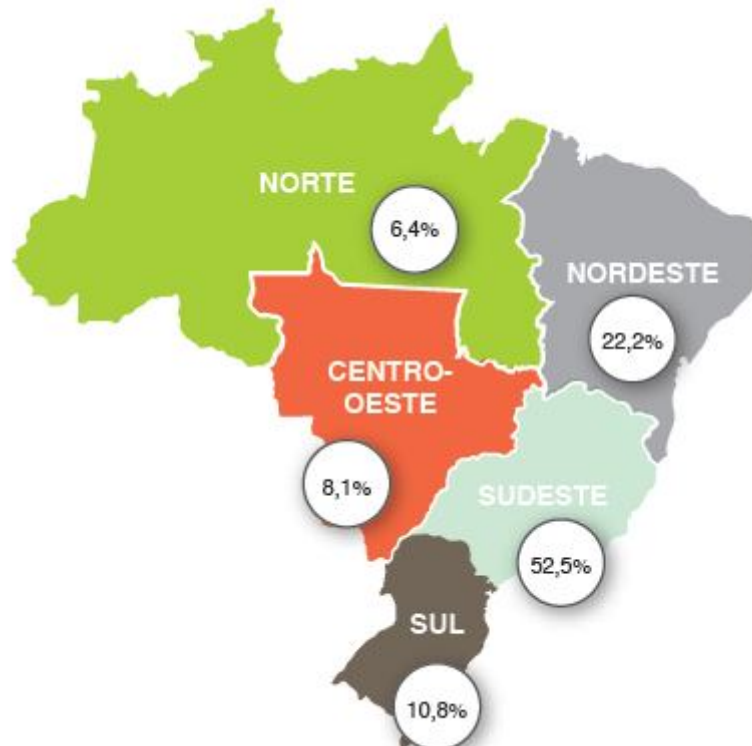 NORTE
6,4%
NORDESTE
22,2%
CENTRO-
OESTE
8,1%
SUDESTE
52,5%
SUL
10,8%